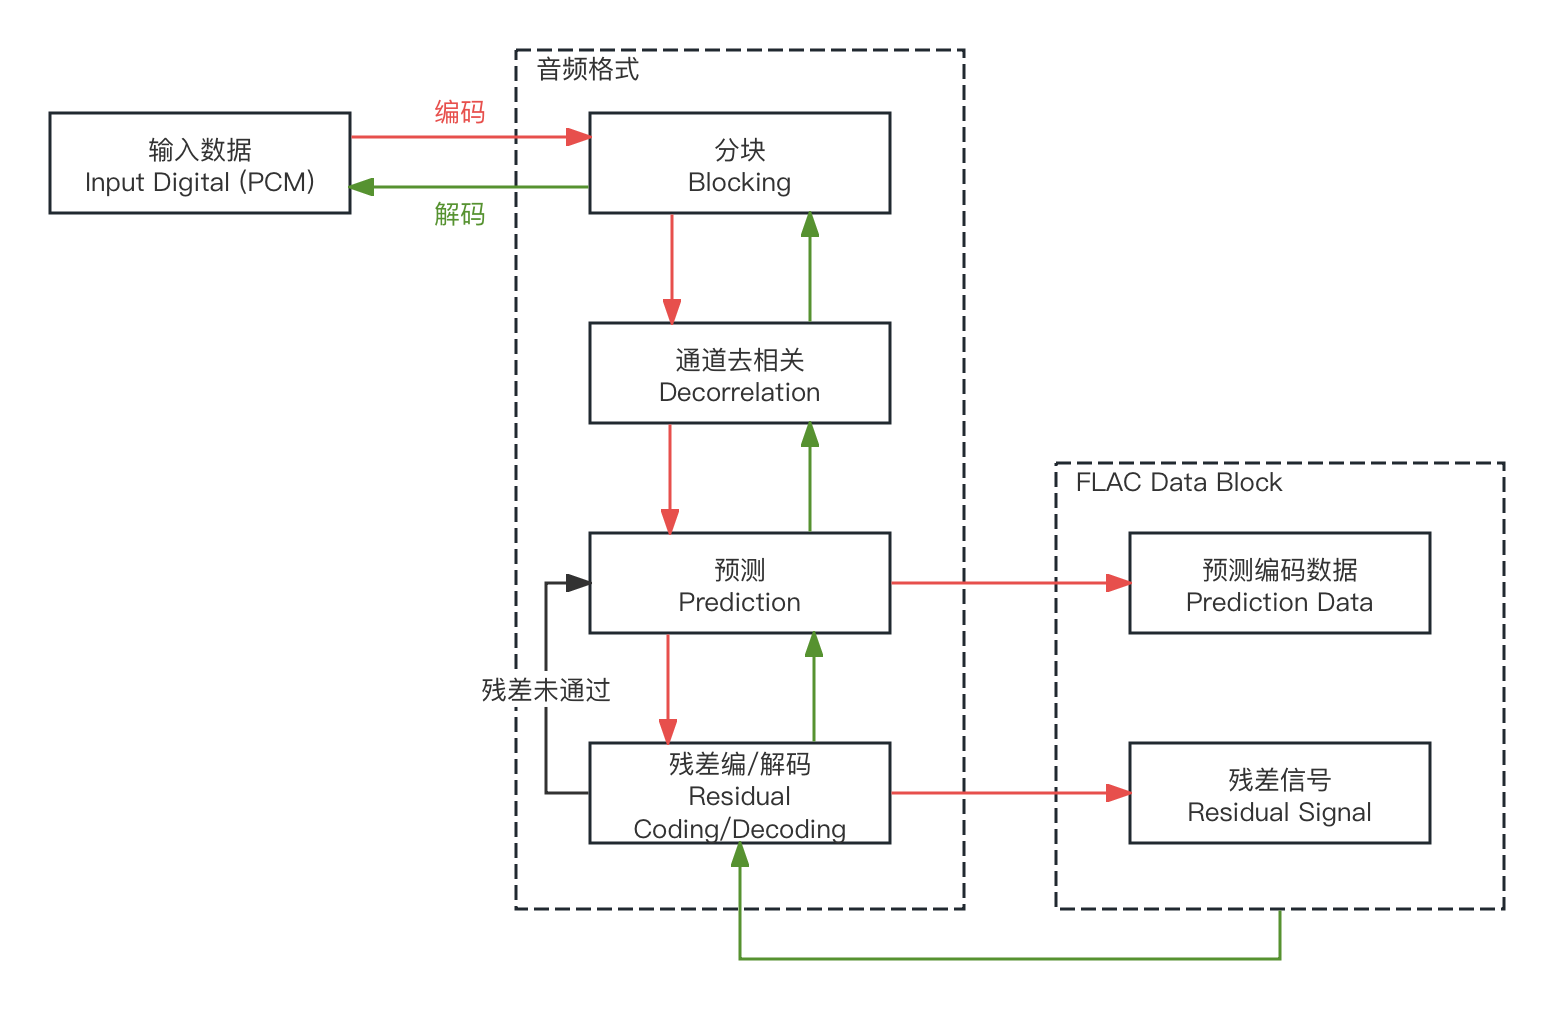 音频格式
编码
输入数据
Input Digital (PCM)
分块
Blocking
解码
通道去相关
Decorrelation
FLAC Data Block
预测
Prediction
预测编码数据
Prediction Data
残差未通过
残差编/解码
Residual
Coding/Decoding
残差信号
Residual Signal